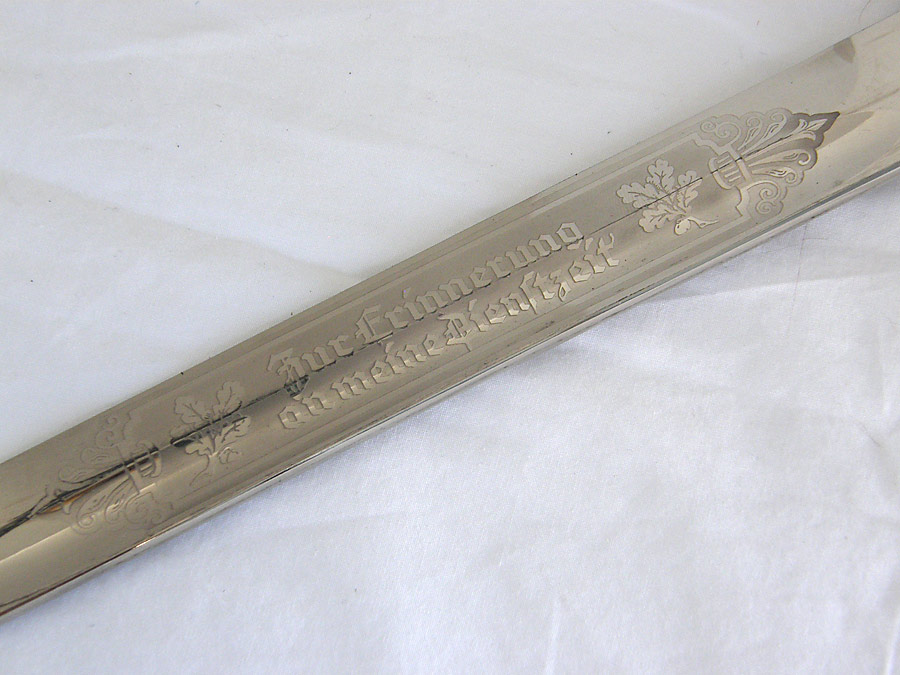 Zur Erinnerung
an meine Dienſtzeit